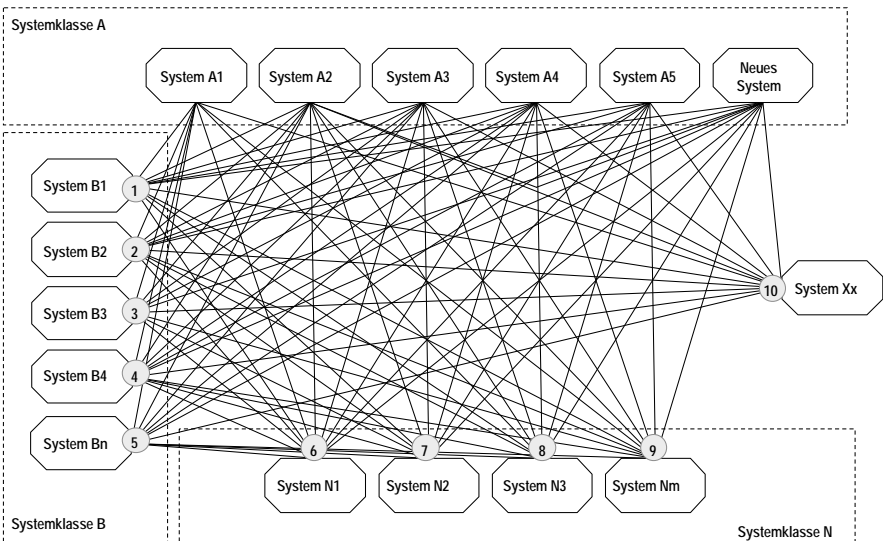 Systemklasse A
System A1
System A2
System A3
System A4
System A5
Neues
System
System B1
1
System B2
2
System B3
3
System B4
4
System Bn
5
10
System Xx
6
7
8
9
System N1
System N2
System N3
System Nm
Systemklasse B
Systemklasse N